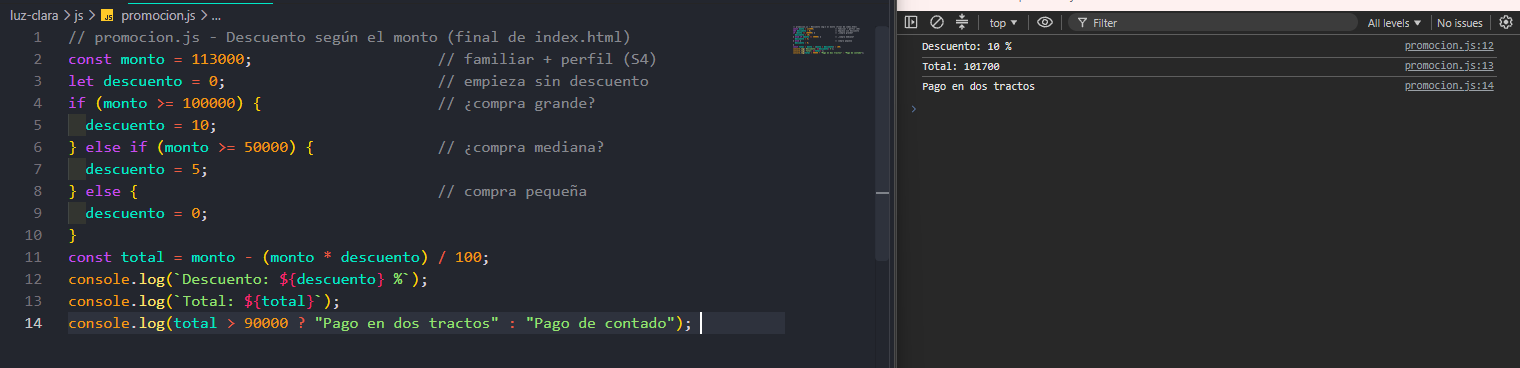 luz-clara > js > JS promocion.js > ...
1 // promocion.js - Descuento según el monto (final de index.html)
2 const monto = 113000; // familiar + perfil (S4)
3 let descuento = 0; // empieza sin descuento
4 if (monto >= 100000) { // ¿compra grande?
5 descuento = 10;
6 } else if (monto >= 50000) { // ¿compra mediana?
7 descuento = 5;
8 } else { // compra pequeña
9 descuento = 0;
10 }
11 const total = monto - (monto * descuento) / 100;
12 console.log(`Descuento: ${descuento} %`);
13 console.log(`Total: ${total}`);
14 console.log(total > 90000 ? "Pago en dos tractos" : "Pago de contado");
top Filter All levels No issues
Descuento: 10 % promocion.js:12
Total: 101700 promocion.js:13
Pago en dos tractos promocion.js:14
>